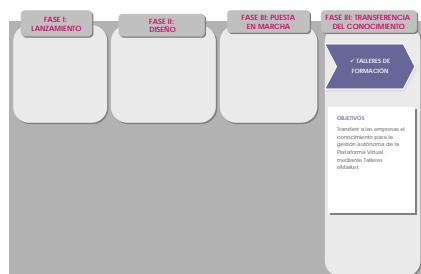 FASE I:
LANZAMIENTO
FASE II:
DISEÑO
FASE III: PUESTA
EN MARCHA
FASE III: TRANSFERENCIA
DEL CONOCIMIENTO
✓ TALLERES DE
FORMACIÓN
OBJETIVOS
Transferir a las empresas el
conocimiento para la
gestión autónoma de la
Plataforma Virtual,
mediante Talleres
eMarket